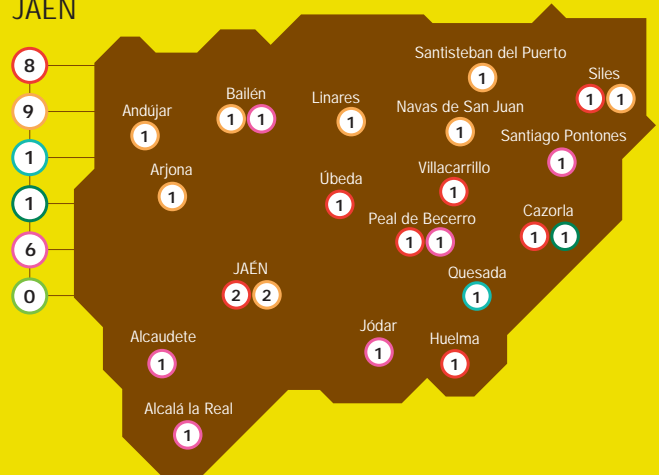 JAÉN
8
9
1
1
6
0
Santisteban del Puerto
1
Siles
1 1
Bailén
1 1
Linares
1
Andújar
1
Navas de San Juan
1
Santiago Pontones
1
Arjona
1
Úbeda
1
Villacarrillo
1
Peal de Becerro
1 1
Cazorla
1 1
JAÉN
2 2
Quesada
1
Alcaudete
1
Jódar
1
Huelma
1
Alcalá la Real
1